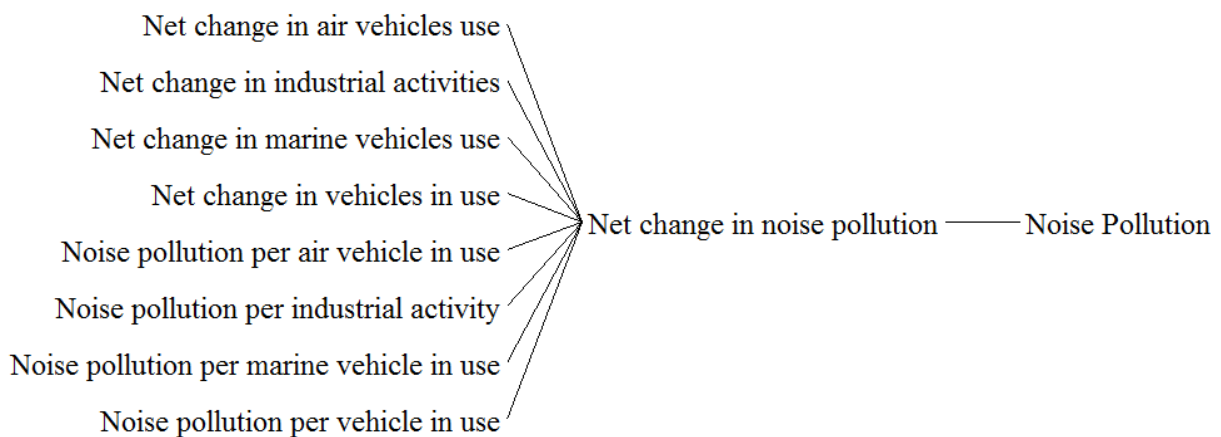 Net change in air vehicles use
Net change in industrial activities
Net change in marine vehicles use
Net change in vehicles in use
Noise pollution per air vehicle in use
Noise pollution per industrial activity
Noise pollution per marine vehicle in use
Noise pollution per vehicle in use
Net change in noise pollution
Noise Pollution